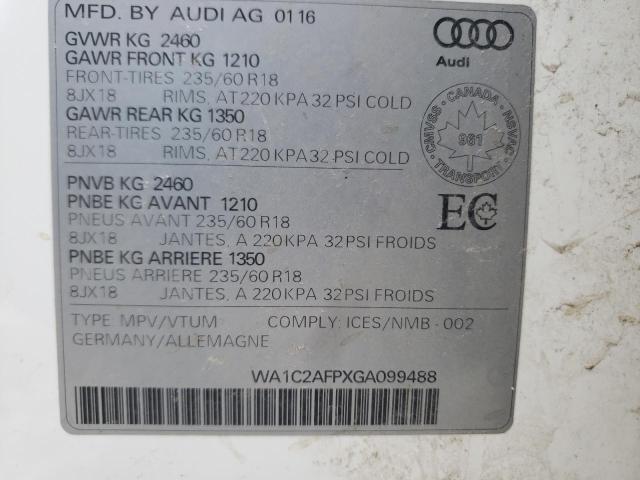 MFD. BY AUDI AG 01 16
GVWR KG 2460
GAWR FRONT KG 1210
FRONT-TIRES 235/60 R18
8JX18 RIMS, AT 220 KPA 32 PSI COLD
GAWR REAR KG 1350
REAR-TIRES 235/60 R18
8JX18 RIMS, AT 220 KPA 32 PSI COLD
Audi
CANADA
CMVSS NSVAC
961
TRANSPORT
PNVB KG 2460
PNBE KG AVANT 1210
PNEUS AVANT 235/60 R18
8JX18 JANTES, A 220 KPA 32 PSI FROIDS
PNBE KG ARRIERE 1350
PNEUS ARRIERE 235/60 R18
8JX18 JANTES, A 220 KPA 32 PSI FROIDS
EC
TYPE: MPV/VTUM COMPLY: ICES/NMB - 002
GERMANY/ALLEMAGNE
WA1C2AFPXGA099488